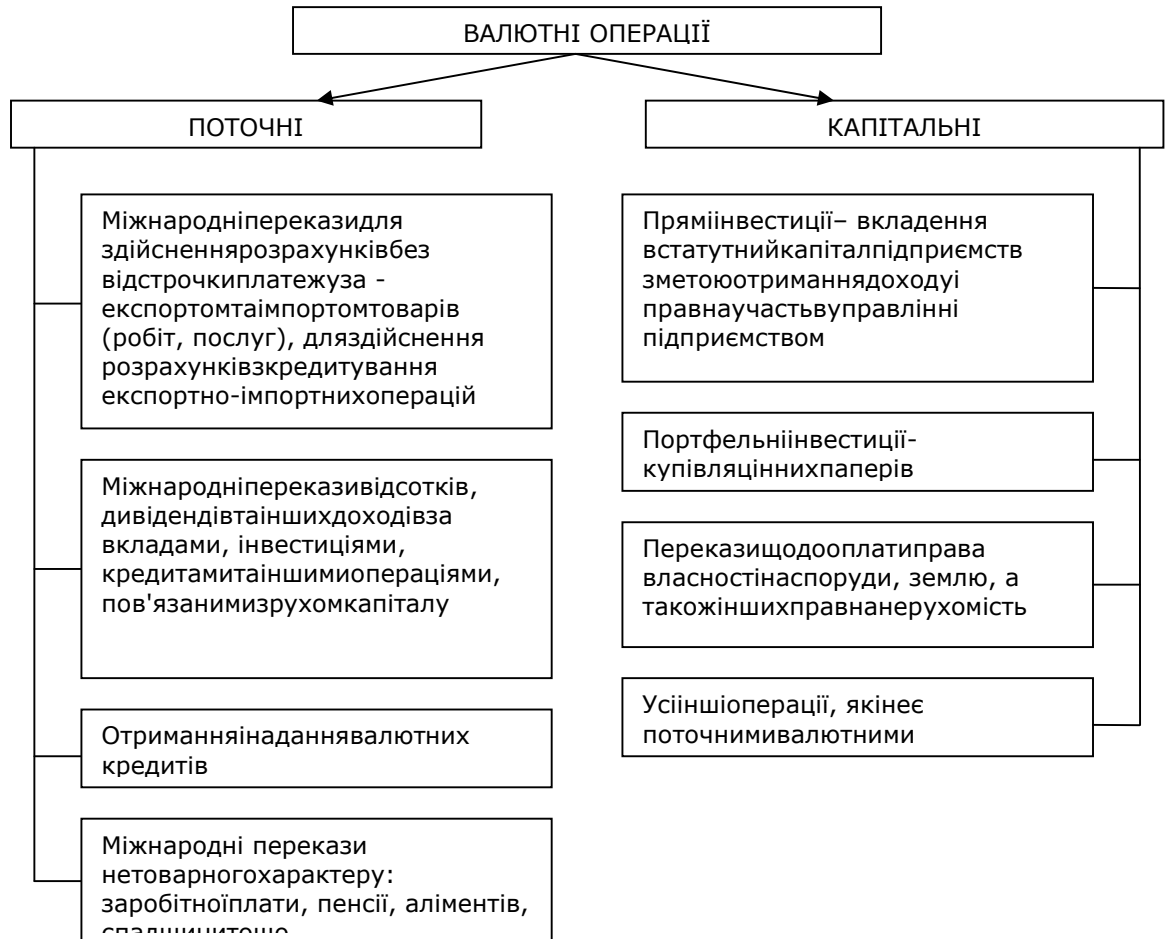 ВАЛЮТНІ ОПЕРАЦІЇ
ПОТОЧНІ
КАПІТАЛЬНІ
Міжнародніпереказидля
здійсненнярозрахунківбез
відстрочкиплатежуза -
експортомтаімпортомтоварів
(робіт, послуг), дляздійснення
розрахунківзкредитування
експортно-імпортнихоперацій
Міжнародніпереказивідсотків,
дивідендівтаіншихдоходівза
вкладами, інвестиціями,
кредитамитаіншимиопераціями,
пов'язанимизрухомкапіталу
Отриманняінаданнявалютних
кредитів
Міжнародні перекази
нетоварногохарактеру:
заробітноїплати, пенсії, аліментів,
спадщинитощо
Пряміінвестиції– вкладення
встатутнийкапіталпідприємств
зметоюотриманнядоходуі
правнаучастьвуправлінні
підприємством
Портфельніінвестиції-
купівляціннихпаперів
Переказищодооплатиправа
власностінаспоруди, землю, а
такожіншихправнанерухомість
Усііншіоперації, якінеє
поточнимивалютними